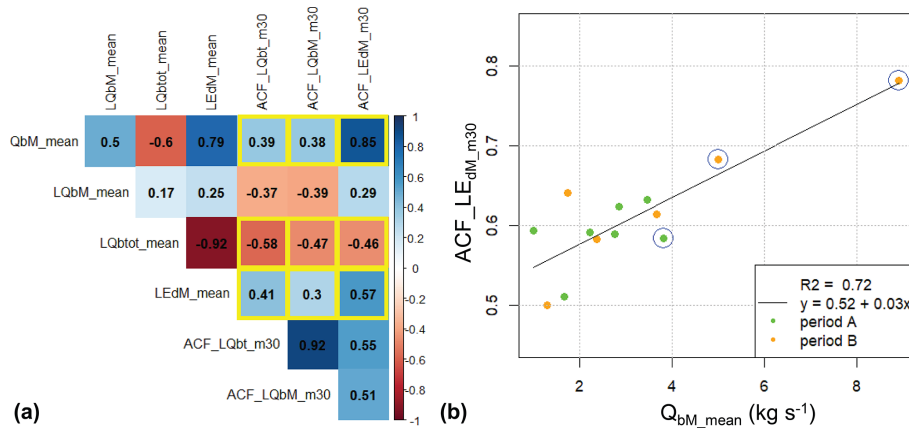 LQbM_mean
LQbtot_mean
LEdM_mean
ACF_LQbt_m30
ACF_LQbM_m30
ACF_LEdM_m30
QbM_mean 0.5 -0.6 0.79 0.39 0.38 0.85
LQbM_mean 0.17 0.25 -0.37 -0.39 0.29
LQbtot_mean -0.92 -0.58 -0.47 -0.46
LEdM_mean 0.41 0.3 0.57
ACF_LQbt_m30 0.92 0.55
ACF_LQbM_m30 0.51
1
0.8
0.6
0.4
0.2
0
-0.2
-0.4
-0.6
-0.8
-1
(a)
ACF_LEdM_m30
0.8
0.7
0.6
0.5
R2 = 0.72
y = 0.52 + 0.03x
period A
period B
2 4 6 8
QbM_mean (kg s-1)
(b)